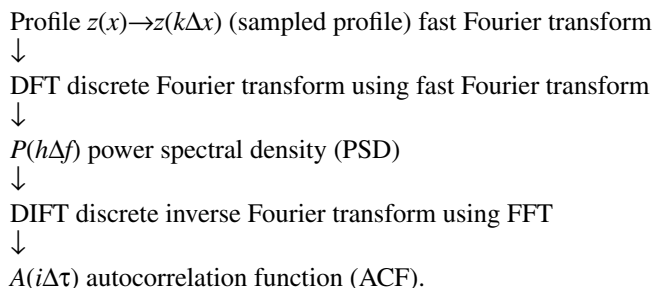 Profile z(x)→z(kΔx) (sampled profile) fast Fourier transform
↓
DFT discrete Fourier transform using fast Fourier transform
↓
P(hΔf) power spectral density (PSD)
↓
DIFT discrete inverse Fourier transform using FFT
↓
A(iΔτ) autocorrelation function (ACF).